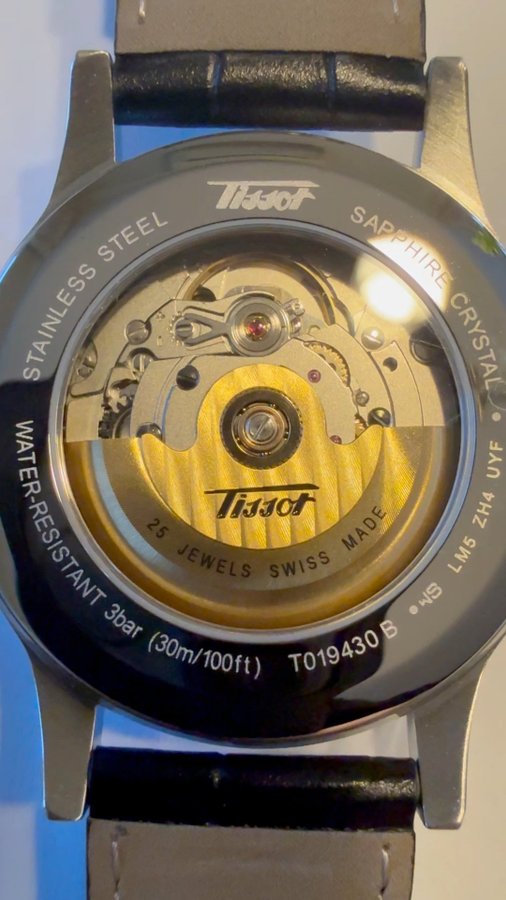 Tissot
STAINLESS STEEL
SAPPHIRE CRYSTAL
WATER-RESISTANT 3bar (30m/100ft)
T019430 B
SM
LM5 ZH4 UYF
Tissot
25 JEWELS SWISS MADE